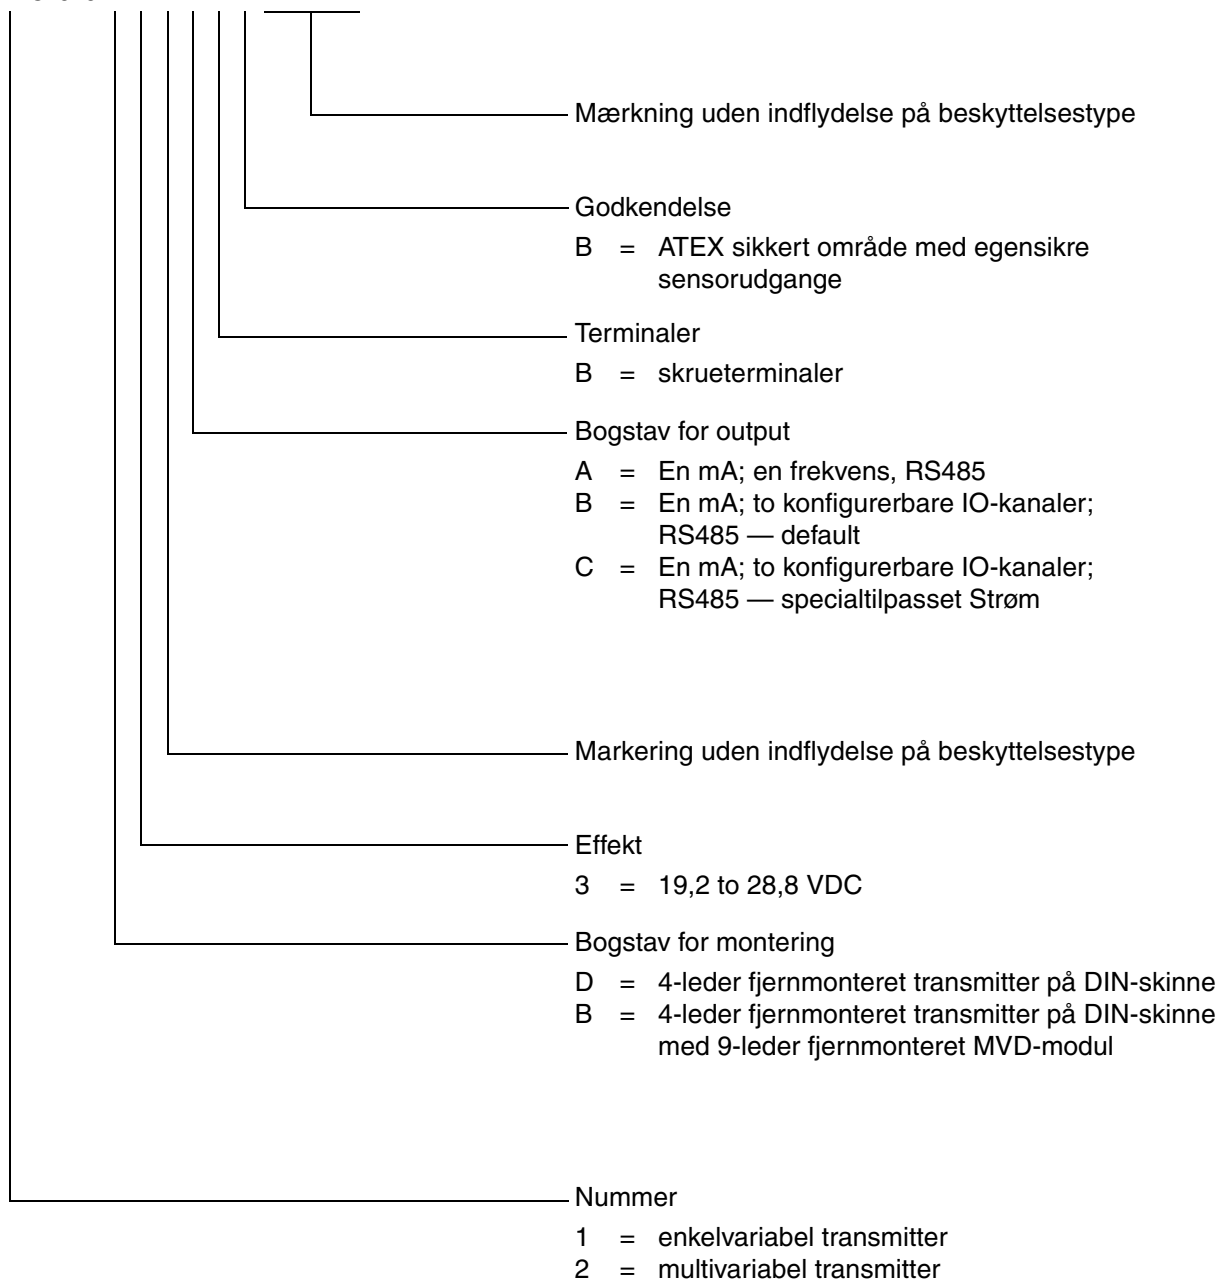 Mærkning uden indflydelse på beskyttelsestype
Godkendelse
B = ATEX sikkert område med egensikre
sensorudgange
Terminaler
B = skrueterminaler
Bogstav for output
A = En mA; en frekvens, RS485
B = En mA; to konfigurerbare IO-kanaler;
RS485 — default
C = En mA; to konfigurerbare IO-kanaler;
RS485 — specialtilpasset Strøm
Markering uden indflydelse på beskyttelsestype
Effekt
3 = 19,2 to 28,8 VDC
Bogstav for montering
D = 4-leder fjernmonteret transmitter på DIN-skinne
B = 4-leder fjernmonteret transmitter på DIN-skinne
med 9-leder fjernmonteret MVD-modul
Nummer
1 = enkelvariabel transmitter
2 = multivariabel transmitter